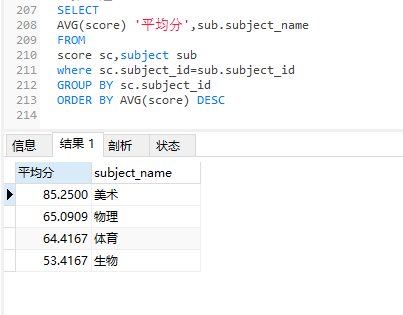 207 SELECT
208 AVG(score) '平均分',sub.subject_name
209 FROM
210 score sc,subject sub
211 where sc.subject_id=sub.subject_id
212 GROUP BY sc.subject_id
213 ORDER BY AVG(score) DESC
214
信息 结果 1 剖析 状态
平均分 subject_name
85.2500 美术
65.0909 物理
64.4167 体育
53.4167 生物